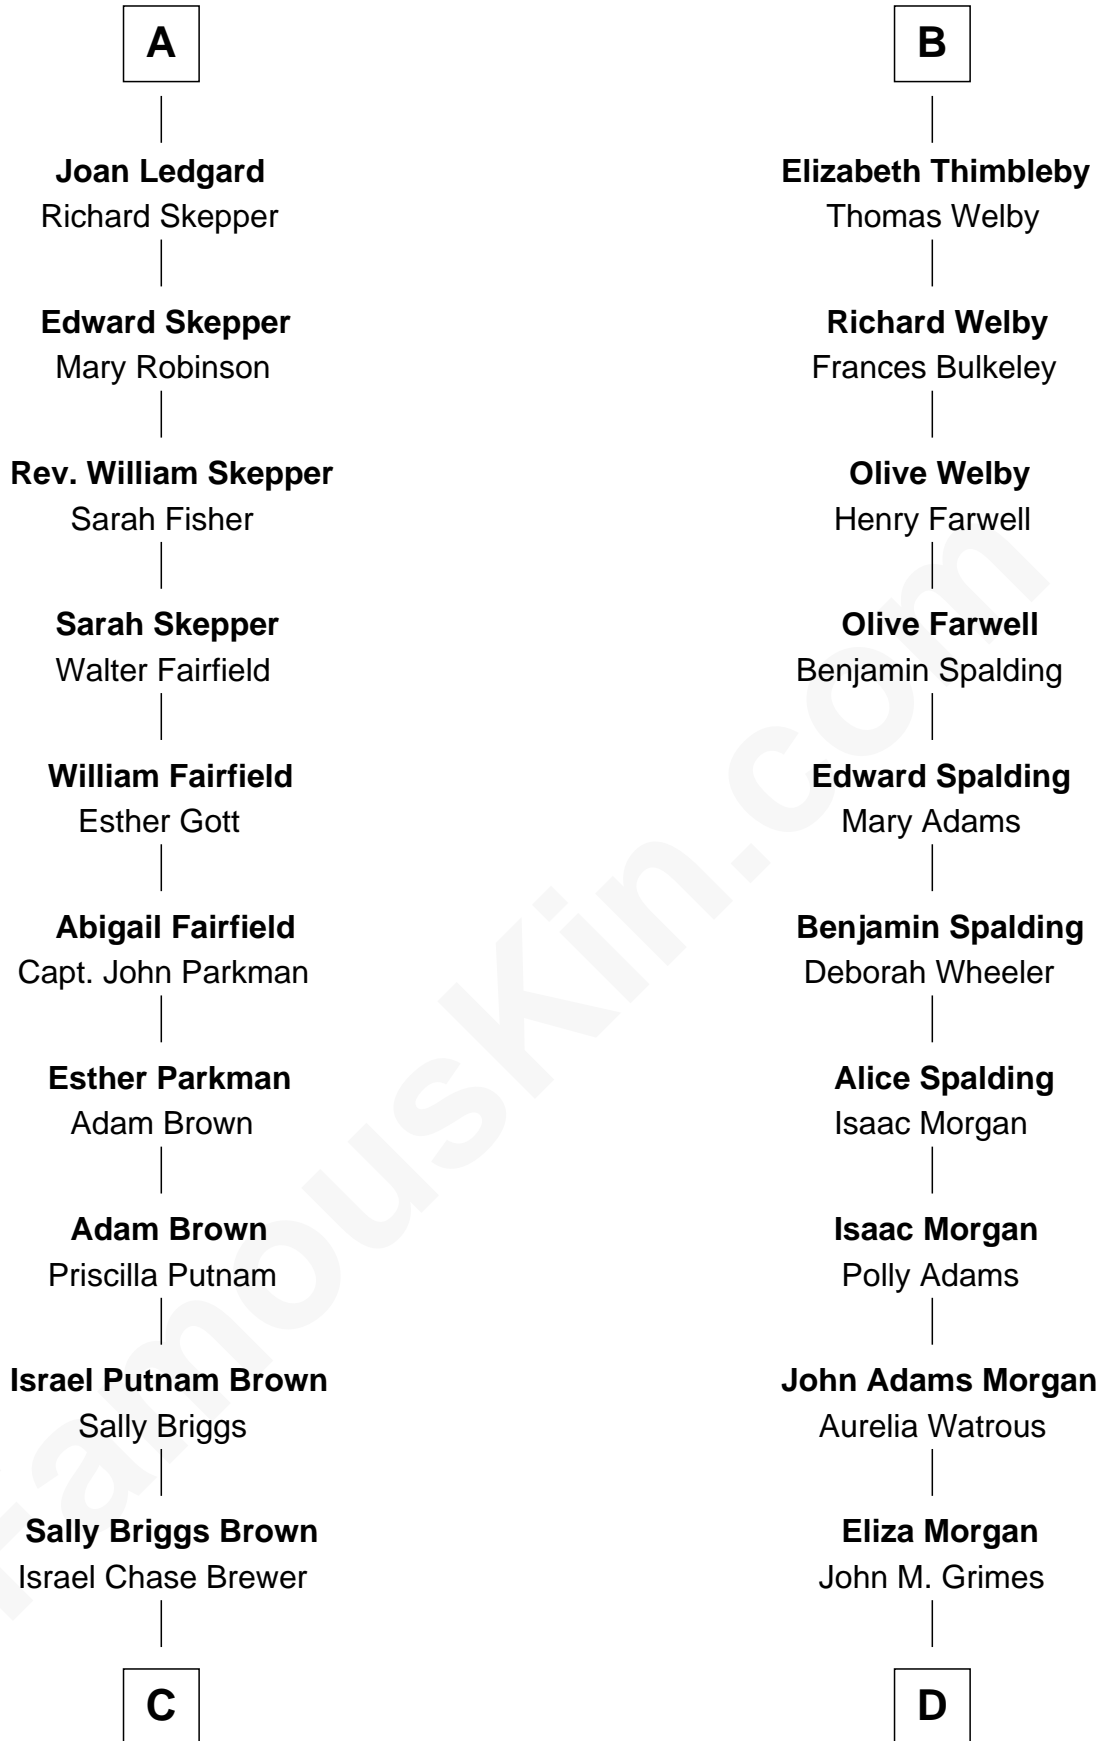 A
Joan Ledgard
Richard Skepper
Edward Skepper
Mary Robinson
Rev. William Skepper
Sarah Fisher
Sarah Skepper
Walter Fairfield
William Fairfield
Esther Gott
Abigail Fairfield
Capt. John Parkman
Esther Parkman
Adam Brown
Adam Brown
Priscilla Putnam
Israel Putnam Brown
Sally Briggs
Sally Briggs Brown
Israel Chase Brewer
C
B
Elizabeth Thimbleby
Thomas Welby
Richard Welby
Frances Bulkeley
Olive Welby
Henry Farwell
Olive Farwell
Benjamin Spalding
Edward Spalding
Mary Adams
Benjamin Spalding
Deborah Wheeler
Alice Spalding
Isaac Morgan
Isaac Morgan
Polly Adams
John Adams Morgan
Aurelia Watrous
Eliza Morgan
John M. Grimes
D
FamousKin.com